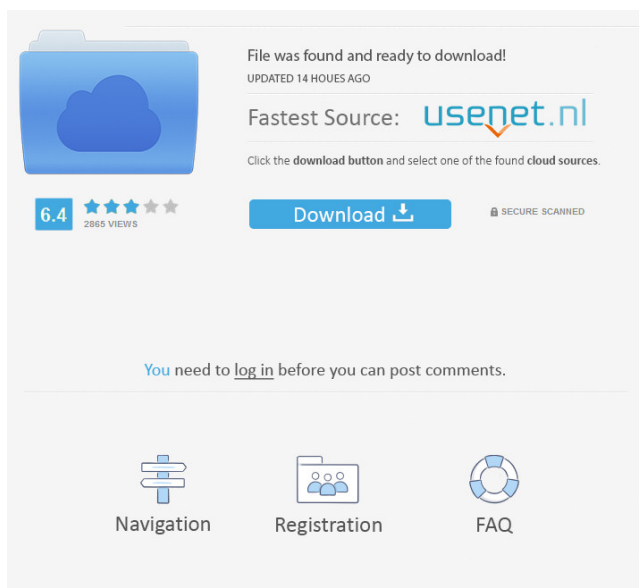 File was found and ready to download!
UPDATED 14 HOUES AGO
Fastest Source: usenet.nl
Click the download button and select one of the found cloud sources.
6.4
2865 VIEWS
Download
SECURE SCANNED
You need to log in before you can post comments.
Navigation
Registration
FAQ